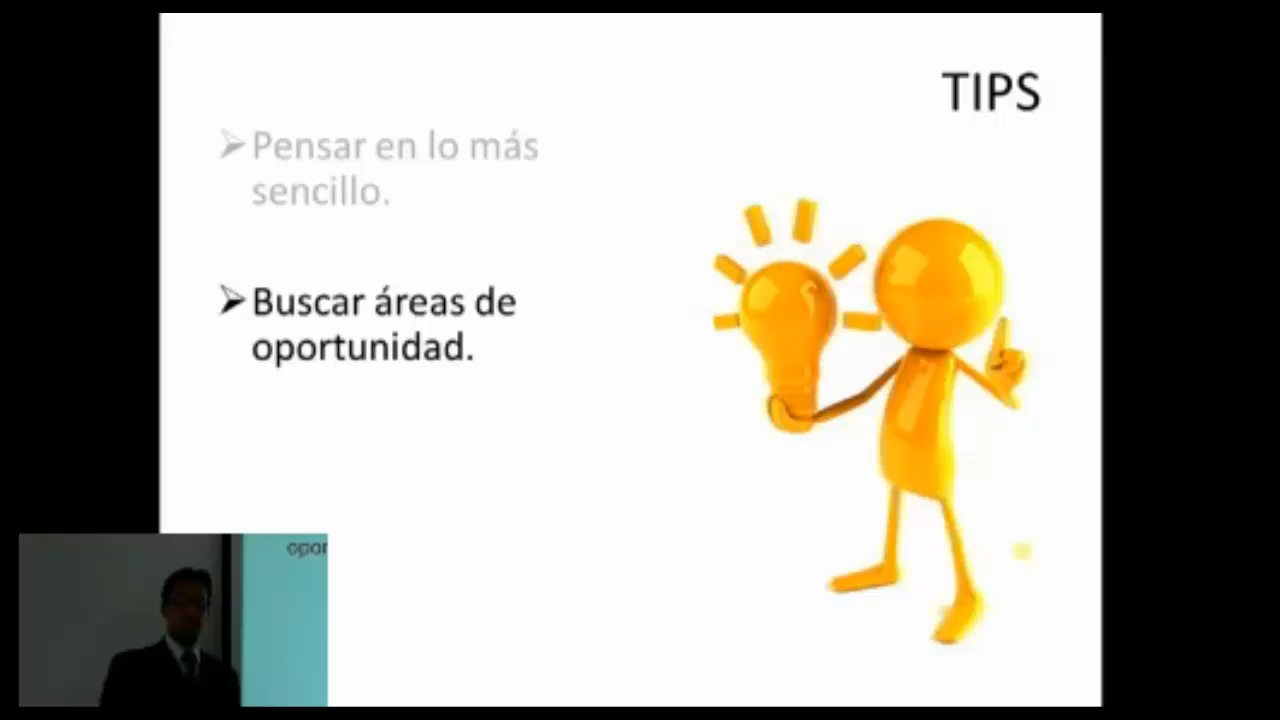 TIPS
➢Pensar en lo más
sencillo.
➢Buscar áreas de
oportunidad.
opor